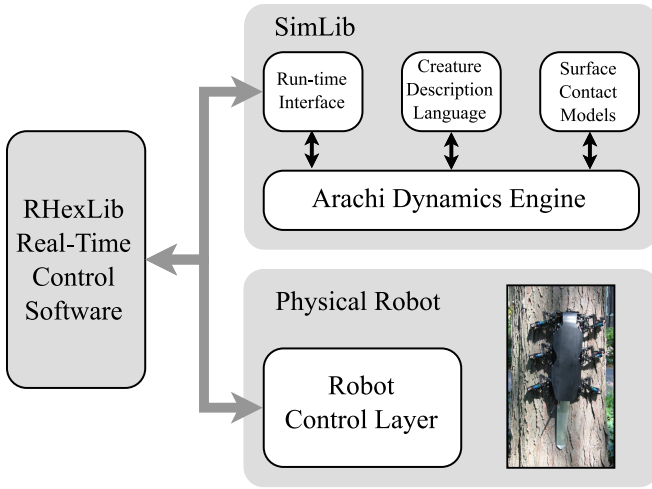 SimLib
Run-time
Interface
Creature
Description
Language
Surface
Contact
Models
Arachi Dynamics Engine
RHexLib
Real-Time
Control
Software
Physical Robot
Robot
Control Layer